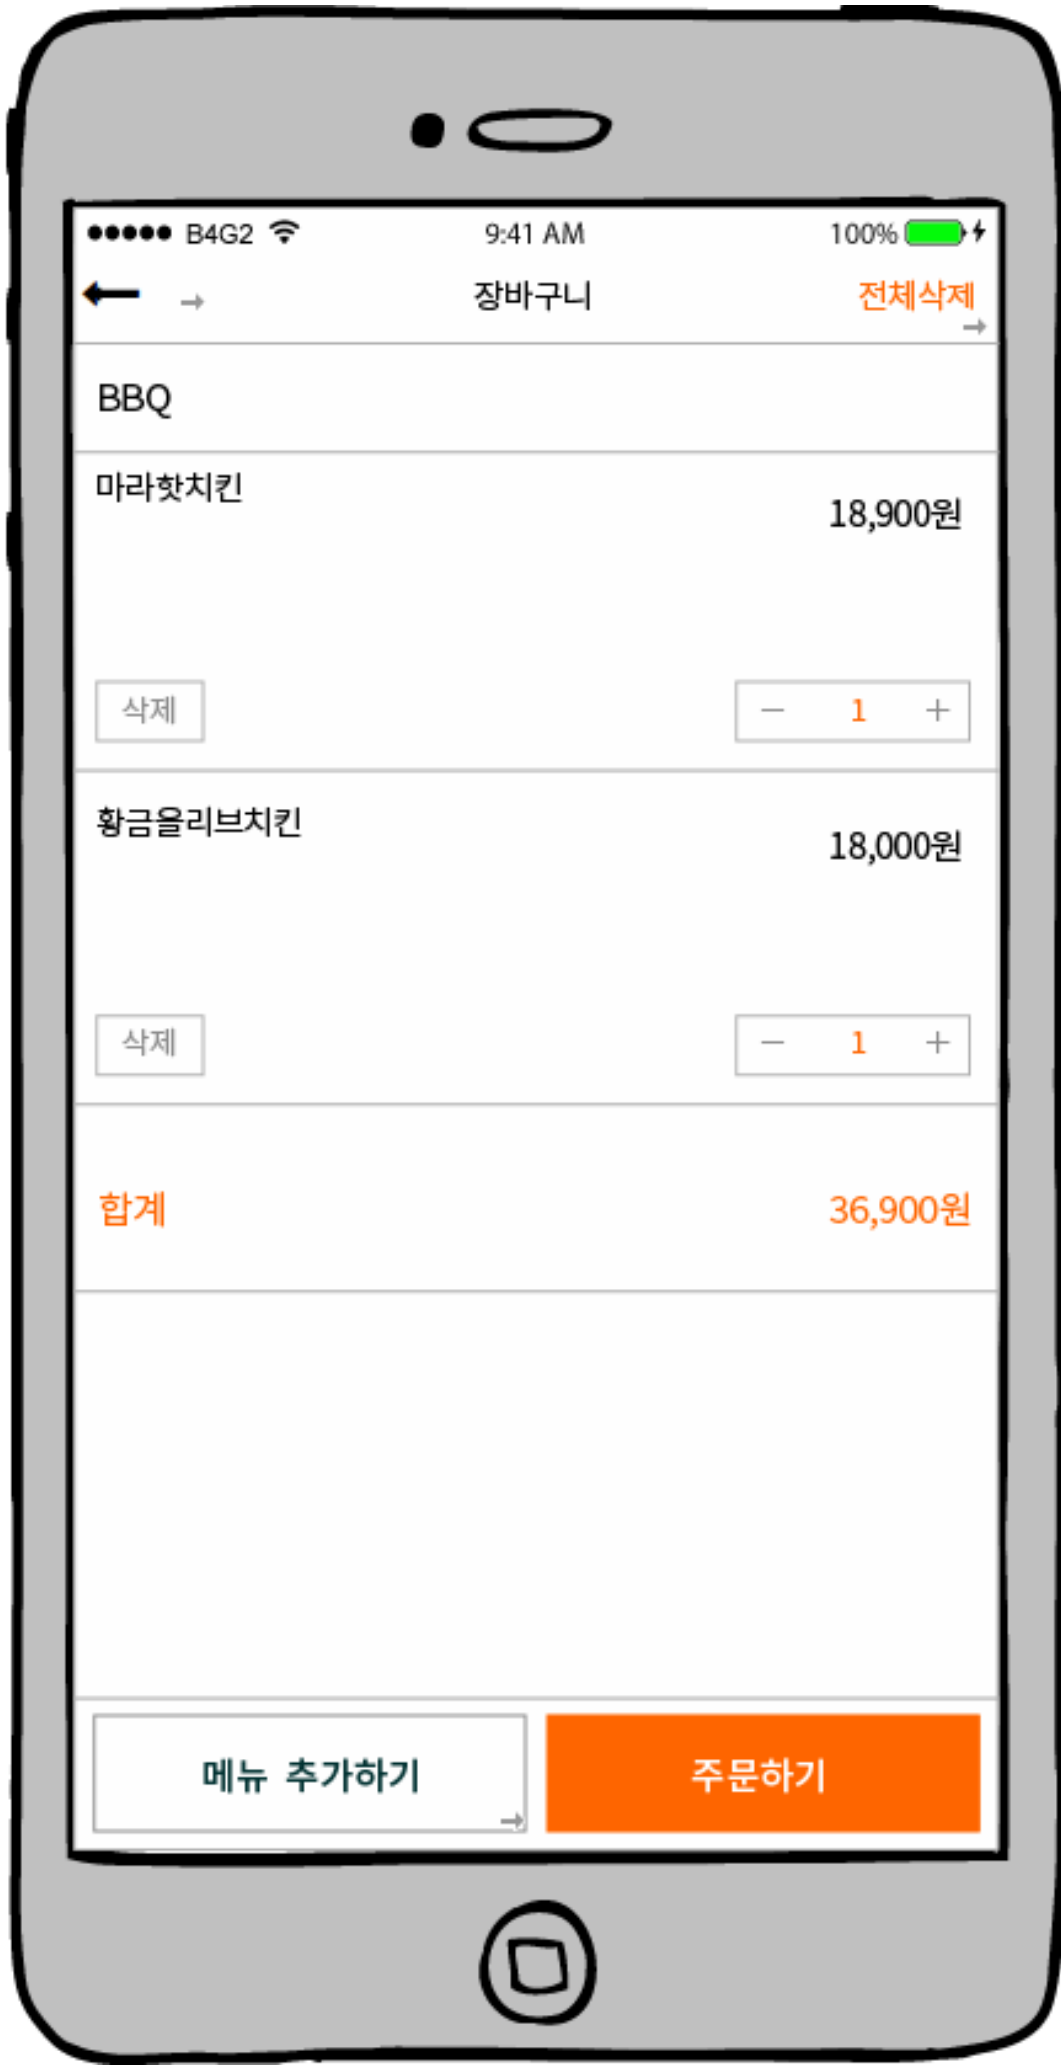 B4G2 9:41 AM 100%
장바구니 전체삭제
BBQ
마라핫치킨
18,900원
삭제 − 1 +
황금올리브치킨
18,000원
삭제 − 1 +
합계 36,900원
메뉴 추가하기 주문하기